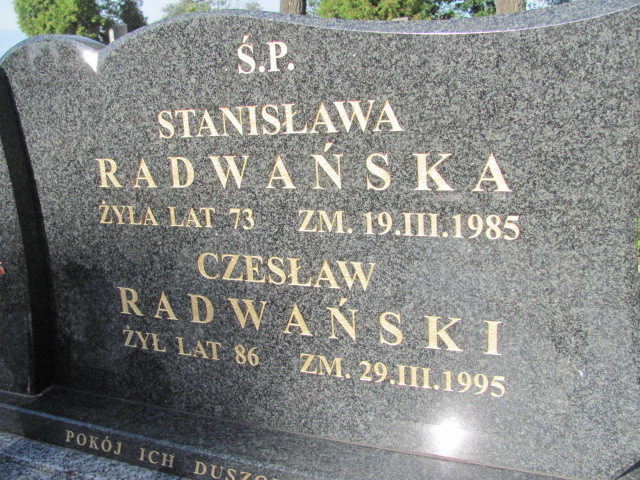 Ś.P.
STANISŁAWA
RADWAŃSKA
ŻYŁA LAT 73 ZM. 19.III.1985
CZESŁAW
RADWAŃSKI
ŻYŁ LAT 86 ZM. 29.III.1995
POKÓJ ICH